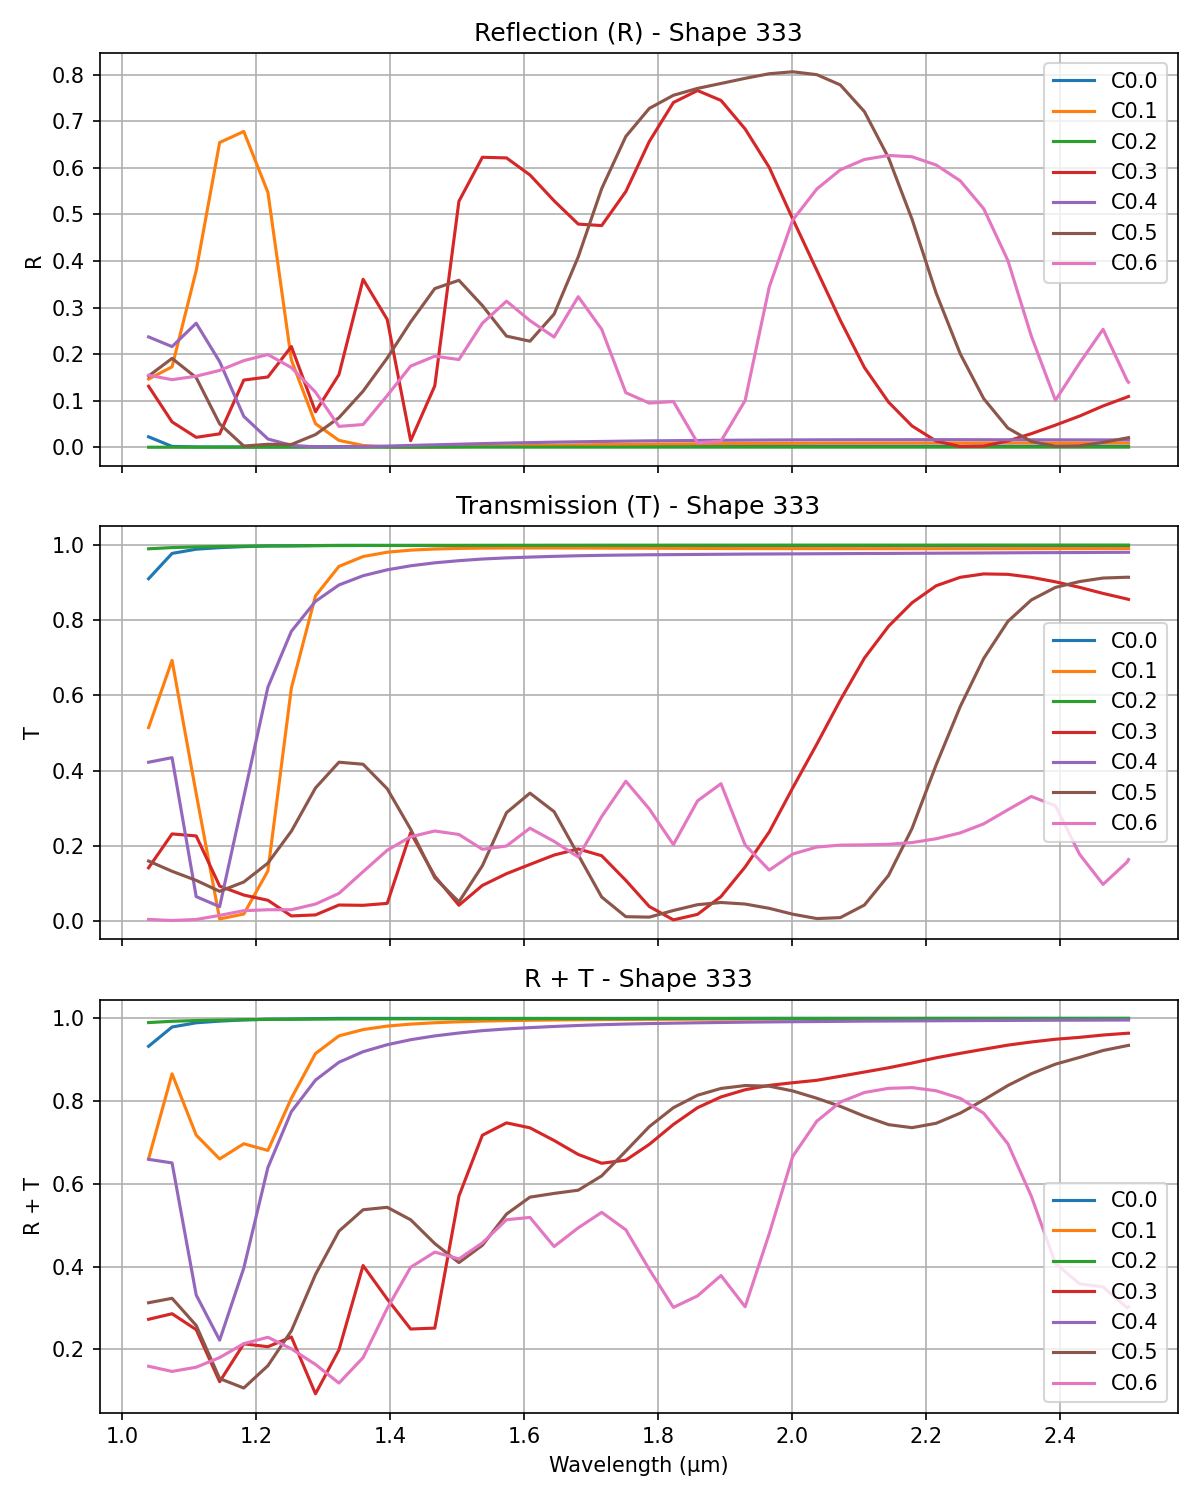 Reflection (R) - Shape 333
0.8
0.7
0.6
0.5
0.4
0.3
0.2
0.1
0.0
R
C0.0
C0.1
C0.2
C0.3
C0.4
C0.5
C0.6
Transmission (T) - Shape 333
1.0
0.8
0.6
0.4
0.2
0.0
T
C0.0
C0.1
C0.2
C0.3
C0.4
C0.5
C0.6
R + T - Shape 333
1.0
0.8
0.6
0.4
0.2
R + T
C0.0
C0.1
C0.2
C0.3
C0.4
C0.5
C0.6
1.0 1.2 1.4 1.6 1.8 2.0 2.2 2.4
Wavelength (μm)